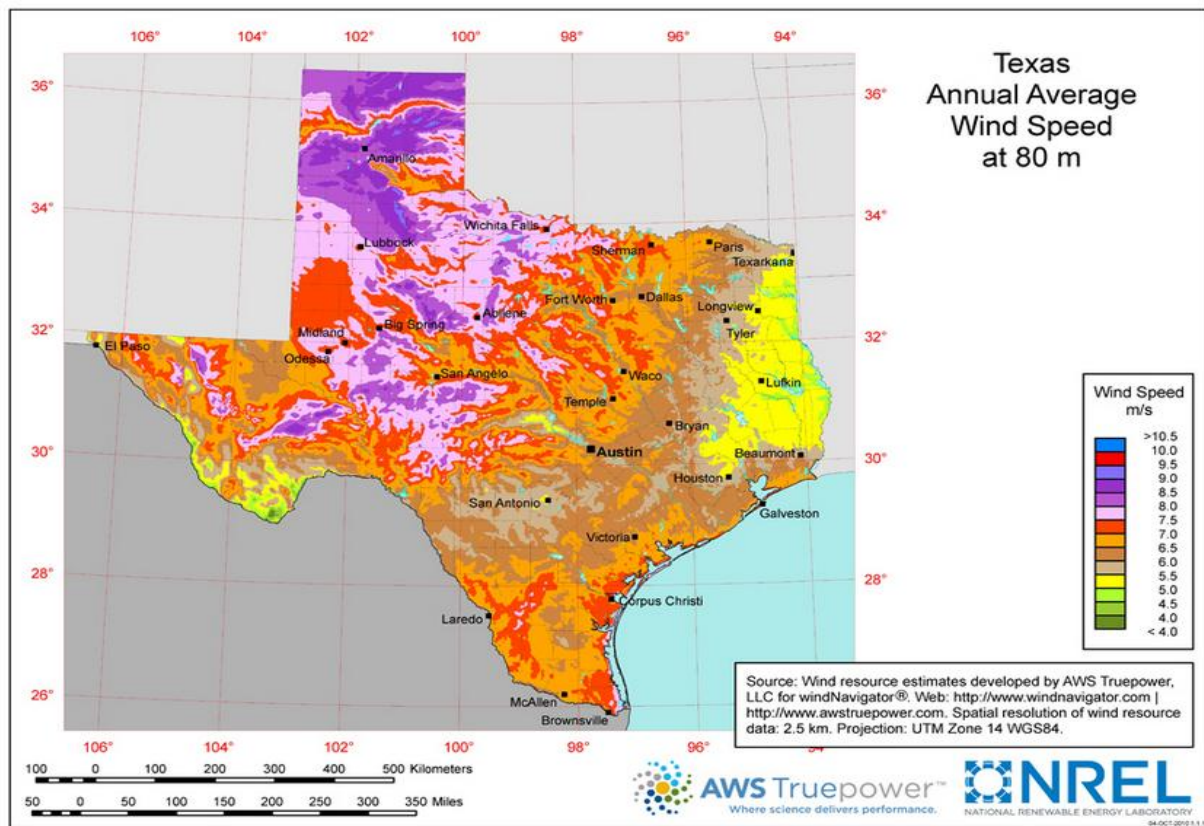 Texas
Annual Average
Wind Speed
at 80 m
106° 104° 102° 100° 98° 96° 94°
36° 36°
Amarillo
34° 34°
Wichita Falls
Lubbock
Sherman
Paris
Texarkana
Fort Worth
Dallas
Longview
Abilene
Tyler
32° 32°
Big Spring
Midland
El Paso
Odessa
San Angelo
Waco
Lufkin
Temple
Bryan
30° 30°
Austin
Beaumont
Houston
San Antonio
Galveston
Victoria
28° 28°
Corpus Christi
Laredo
26°
McAllen
Brownsville
106° 104° 102° 100° 98° 96° 94°
Wind Speed
m/s
>10.5
10.0
9.5
9.0
8.5
8.0
7.5
7.0
6.5
6.0
5.5
5.0
4.5
4.0
< 4.0
Source: Wind resource estimates developed by AWS Truepower,
LLC for windNavigator®. Web: http://www.windnavigator.com |
http://www.awstruepower.com. Spatial resolution of wind resource
data: 2.5 km. Projection: UTM Zone 14 WGS84.
100 0 100 200 300 400 500 Kilometers
50 0 50 100 150 200 250 300 350 Miles
AWS Truepower™
Where science delivers performance.
NREL
NATIONAL RENEWABLE ENERGY LABORATORY